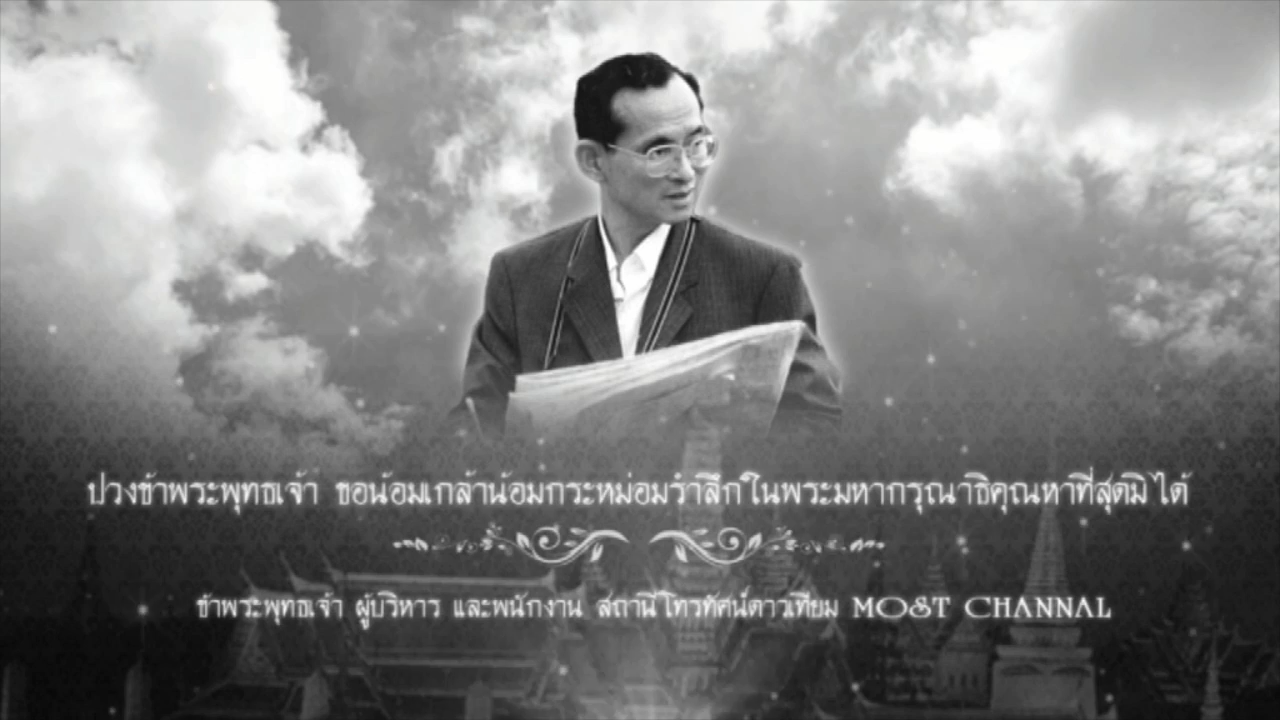 ปวงข้าพระพุทธเจ้า ขอน้อมเกล้าน้อมกระหม่อมรำลึกในพระมหากรุณาธิคุณหาที่สุดมิได้
ข้าพระพุทธเจ้า ผู้บริหาร และพนักงาน สถานีโทรทัศน์ดาวเทียม MOST CHANNAL